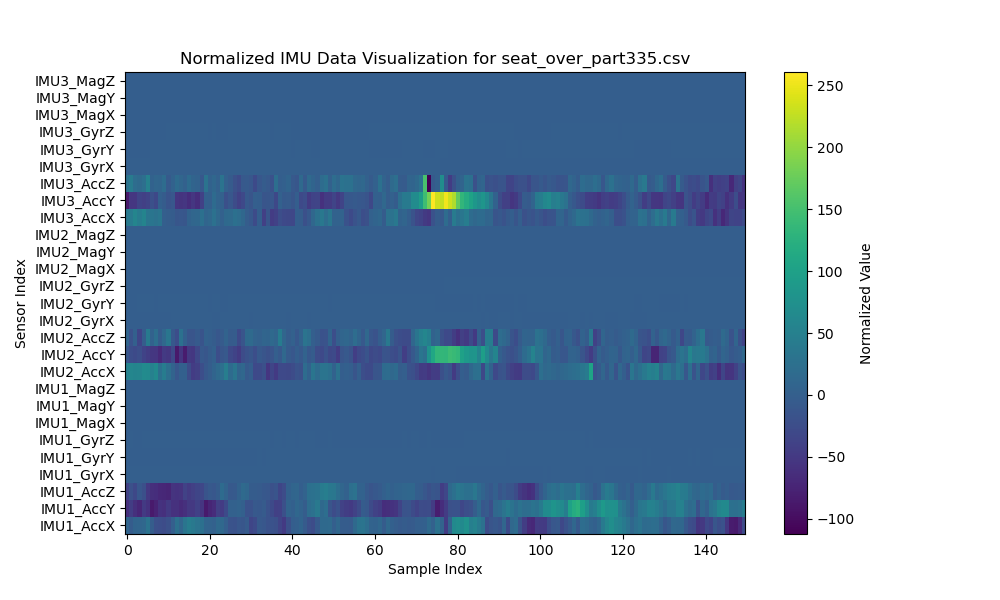 Normalized IMU Data Visualization for seat_over_part335.csv
IMU3_MagZ
IMU3_MagY
IMU3_MagX
IMU3_GyrZ
IMU3_GyrY
IMU3_GyrX
IMU3_AccZ
IMU3_AccY
IMU3_AccX
IMU2_MagZ
IMU2_MagY
IMU2_MagX
IMU2_GyrZ
IMU2_GyrY
IMU2_GyrX
IMU2_AccZ
IMU2_AccY
IMU2_AccX
IMU1_MagZ
IMU1_MagY
IMU1_MagX
IMU1_GyrZ
IMU1_GyrY
IMU1_GyrX
IMU1_AccZ
IMU1_AccY
IMU1_AccX
Sensor Index
0 20 40 60 80 100 120 140
Sample Index
250
200
150
100
50
0
−50
−100
Normalized Value